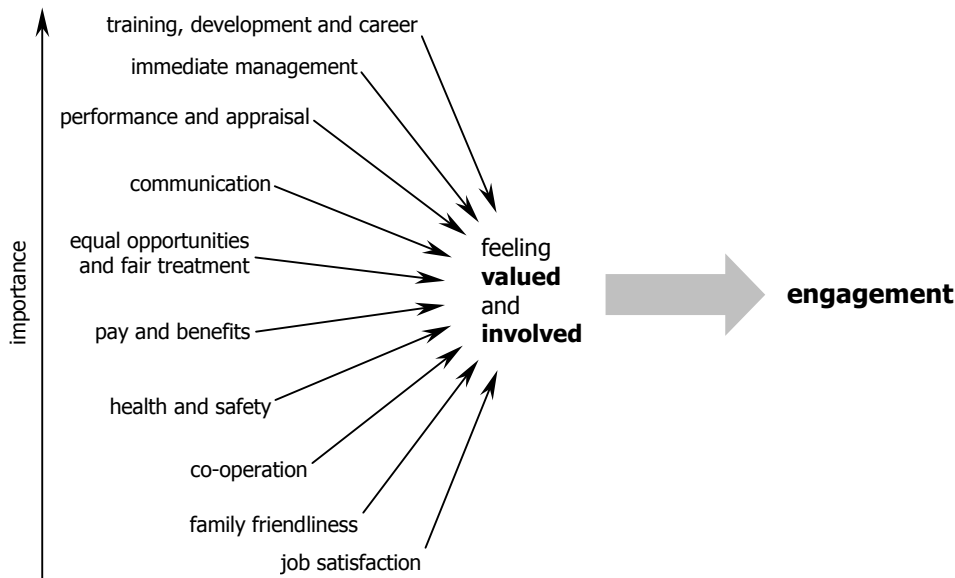 training, development and career
immediate management
performance and appraisal
communication
equal opportunities
and fair treatment
pay and benefits
health and safety
co-operation
family friendliness
job satisfaction
importance
feeling
valued
and
involved
engagement